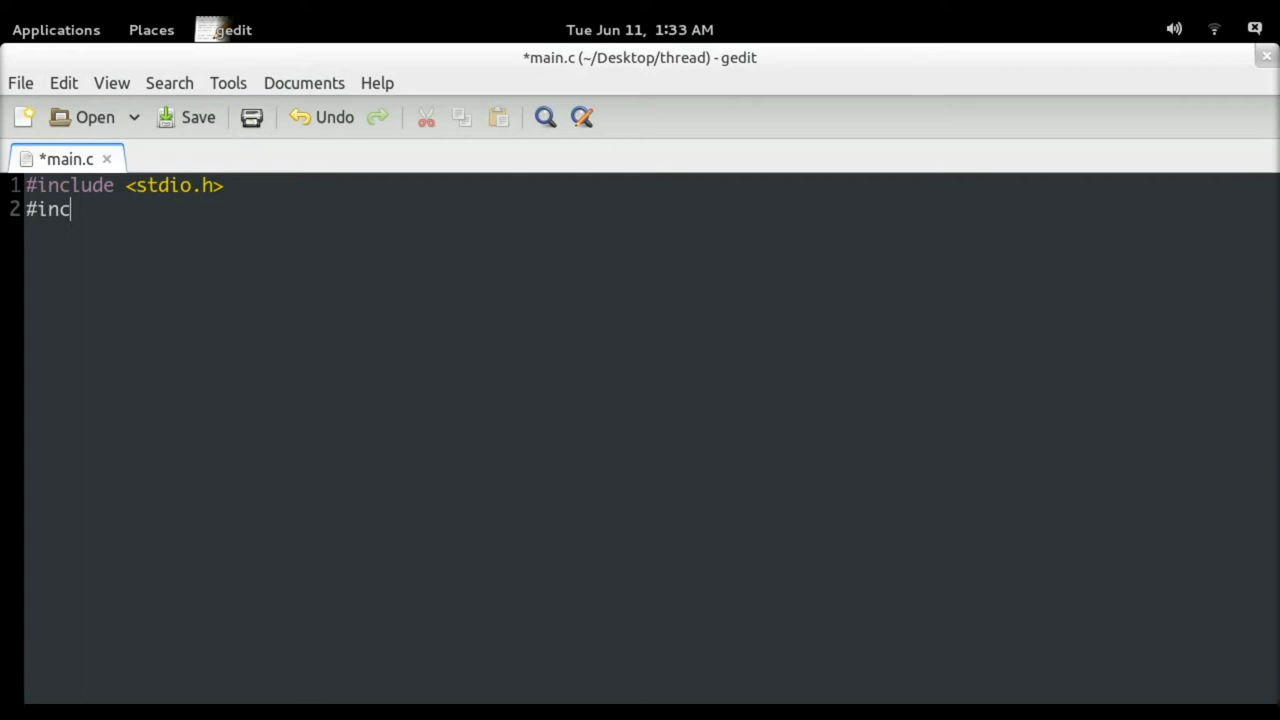 Applications Places gedit Tue Jun 11, 1:33 AM
*main.c (~/Desktop/thread) - gedit
File Edit View Search Tools Documents Help
Open Save Undo
*main.c
1 #include <stdio.h>
2 #inc